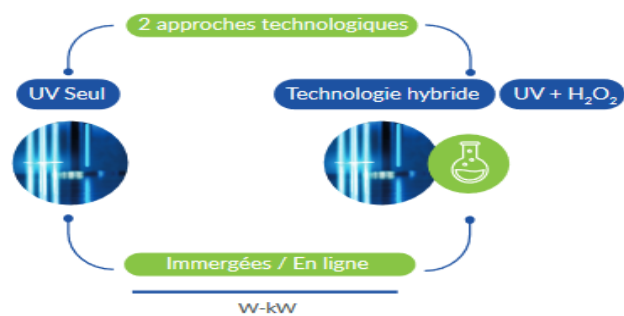 2 approches technologiques
UV Seul
Technologie hybride
UV + H₂O₂
Immergées / En ligne
W-kW